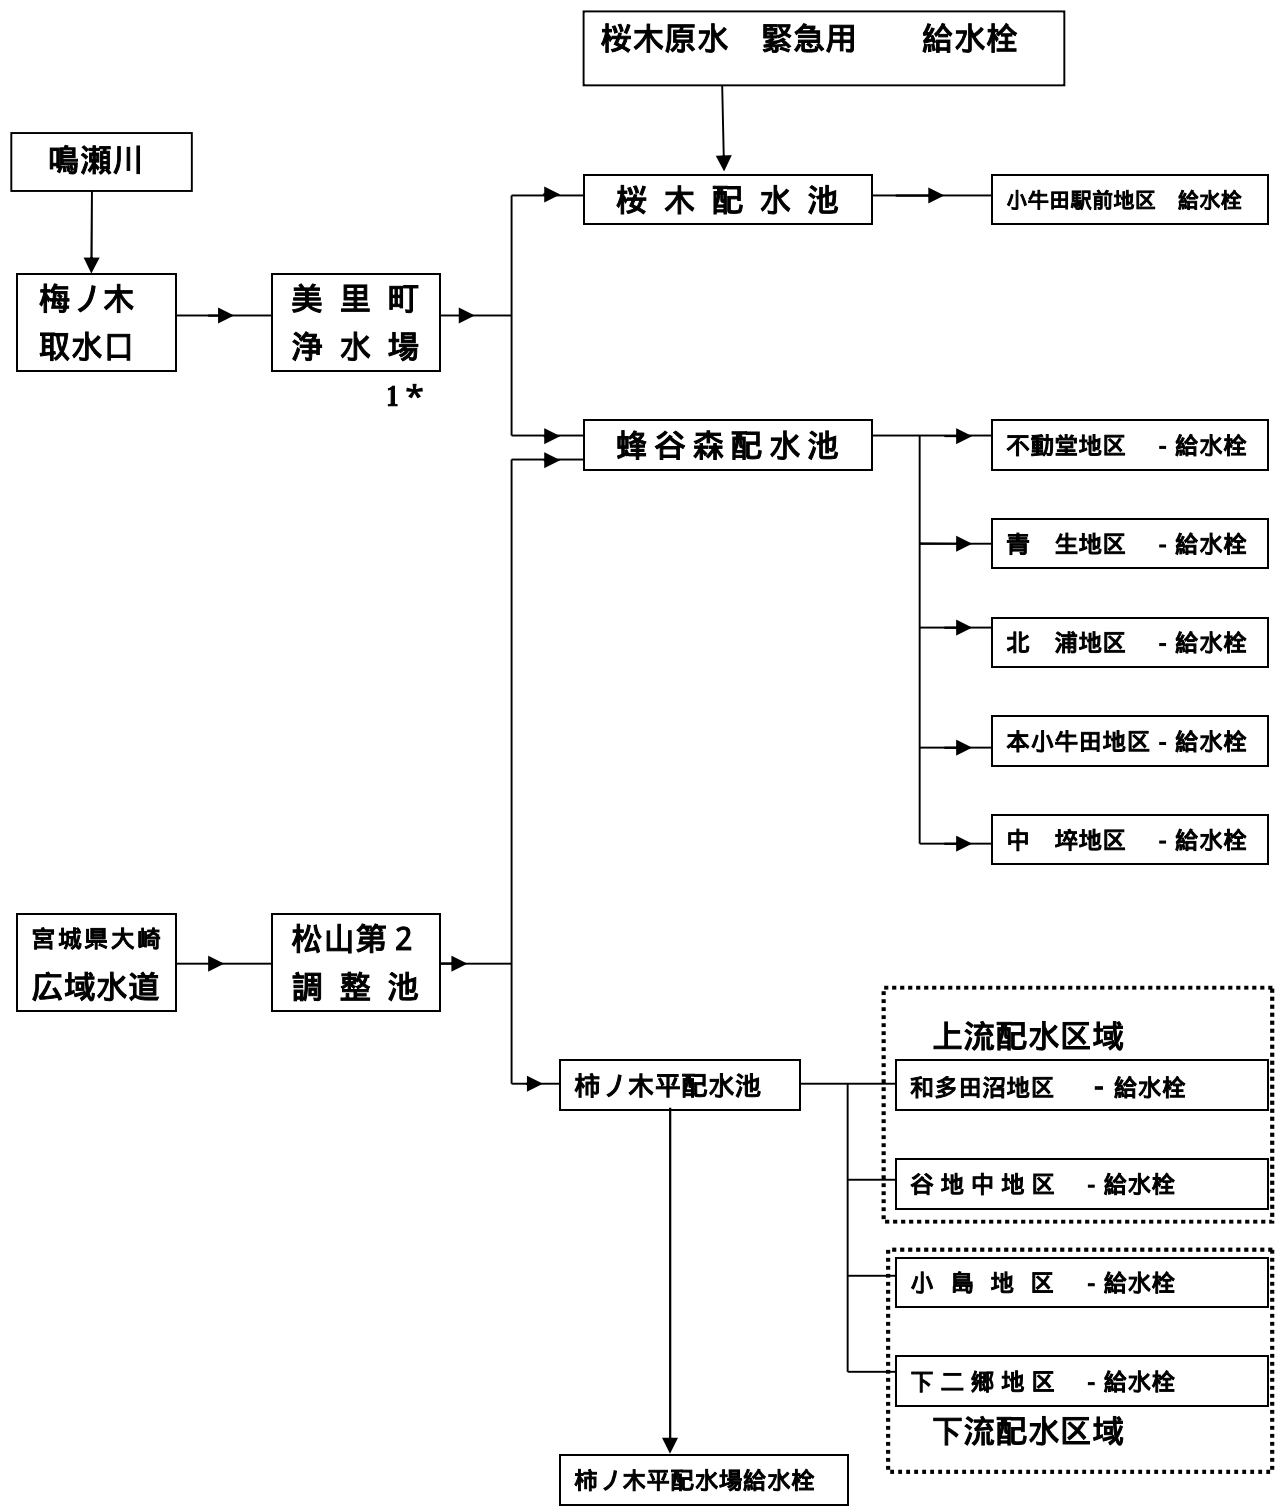 桜木原水　緊急用　　給水栓
鳴瀬川
桜木配水池
小牛田駅前地区　給水栓
梅ノ木
取水口
美里町
浄水場
1＊
蜂谷森配水池
不動堂地区　- 給水栓
青　生地区　- 給水栓
北　浦地区　- 給水栓
本小牛田地区 - 給水栓
中　埣地区　- 給水栓
宮城県大崎
広域水道
松山第2
調整池
上流配水区域
柿ノ木平配水池
和多田沼地区　- 給水栓
谷地中地区　- 給水栓
小島地区　- 給水栓
下二郷地区　- 給水栓
下流配水区域
柿ノ木平配水場給水栓